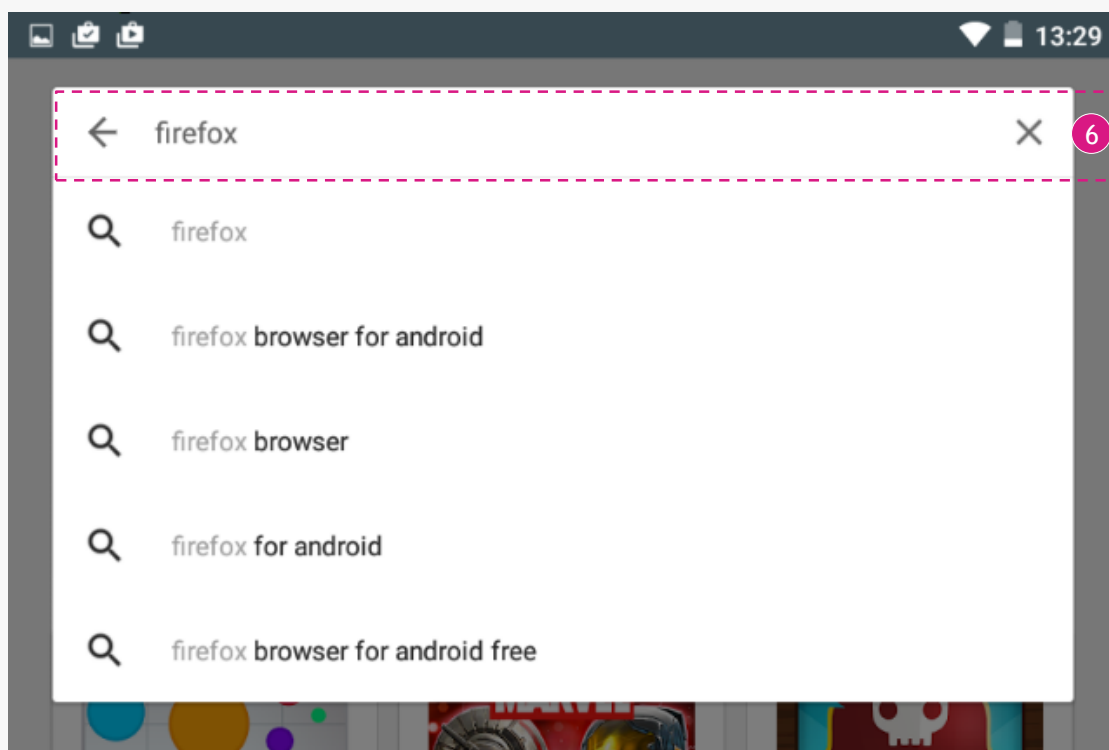 13:29
firefox
6
firefox
firefox browser for android
firefox browser
firefox for android
firefox browser for android free
MARVEL